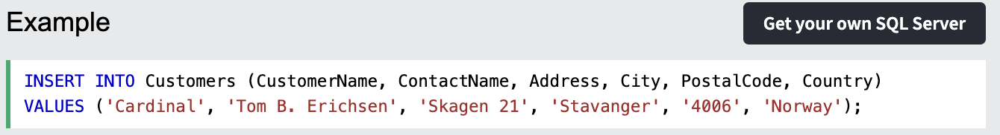 Example
Get your own SQL Server
INSERT INTO Customers (CustomerName, ContactName, Address, City, PostalCode, Country)
VALUES ('Cardinal', 'Tom B. Erichsen', 'Skagen 21', 'Stavanger', '4006', 'Norway');